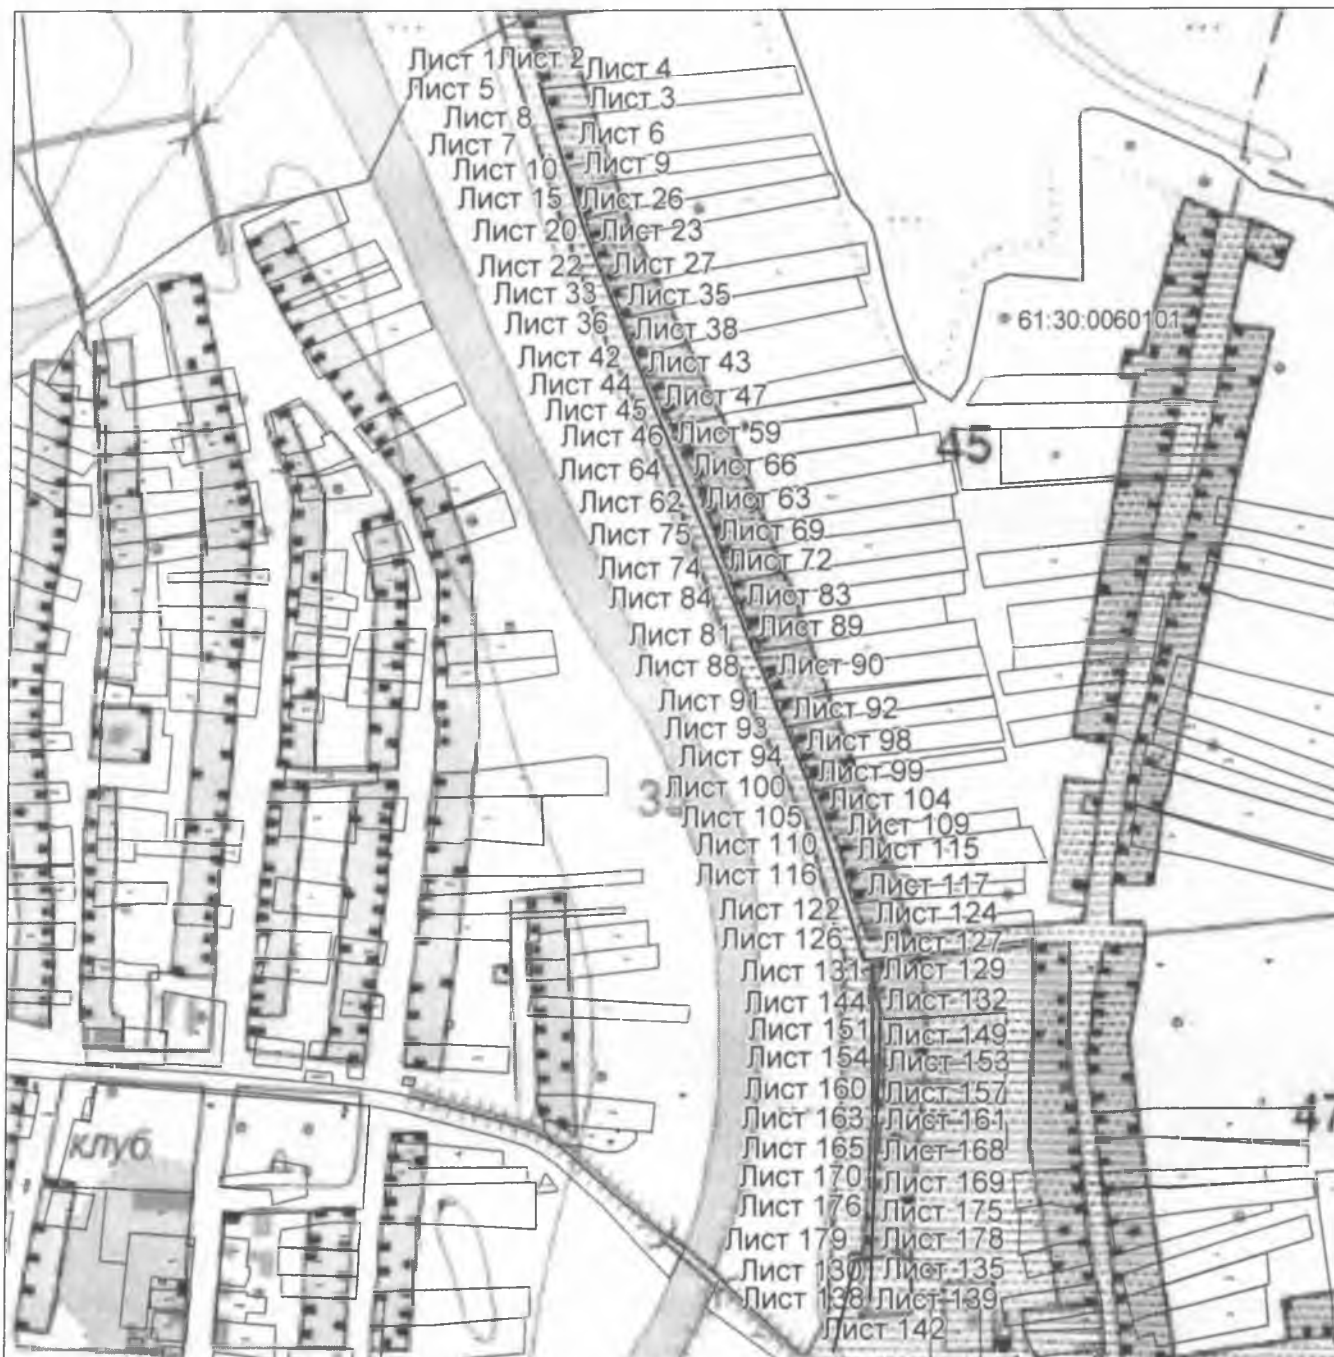 Лист 1 Лист 2
Лист 4
Лист 5
Лист 3
Лист 8
Лист 6
Лист 7
Лист 10 Лист 9
Лист 15 Лист 26
Лист 20 Лист 23
Лист 22 Лист 27
Лист 33 Лист 35
Лист 36 Лист 38
61:30:0060101
Лист 42 Лист 43
Лист 44 Лист 47
Лист 45
Лист 46 Лист 59
45
Лист 64 Лист 66
Лист 62 Лист 63
Лист 75 Лист 69
Лист 74 Лист 72
Лист 84 Лист 83
Лист 81 Лист 89
Лист 88 Лист 90
Лист 91 Лист 92
Лист 93 Лист 98
Лист 94 Лист 99
Лист 100 Лист 104
3
Лист 105 Лист 109
Лист 110 Лист 115
Лист 116 Лист 117
Лист 122 Лист 124
Лист 126 Лист 127
Лист 131 Лист 129
Лист 144 Лист 132
Лист 151 Лист 149
Лист 154 Лист 153
Лист 160 Лист 157
Лист 163 Лист 161
47
клуб
Лист 165 Лист 168
Лист 170 Лист 169
Лист 176 Лист 175
Лист 179 Лист 178
Лист 130 Лист 135
Лист 138 Лист 139
Лист 142